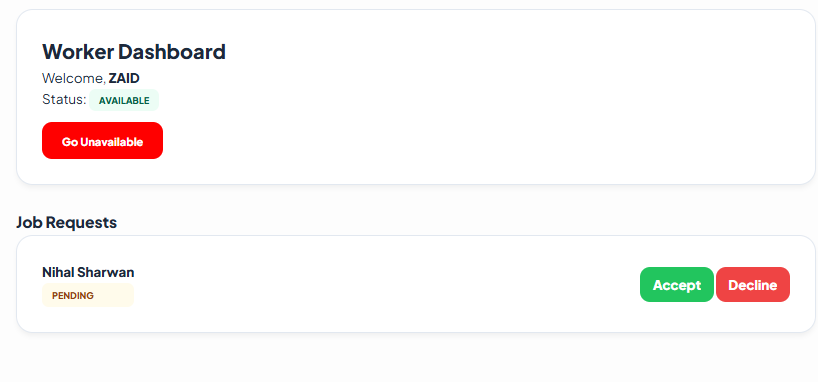 Worker Dashboard
Welcome, ZAID
Status: AVAILABLE
Go Unavailable
Job Requests
Nihal Sharwan
PENDING
Accept Decline